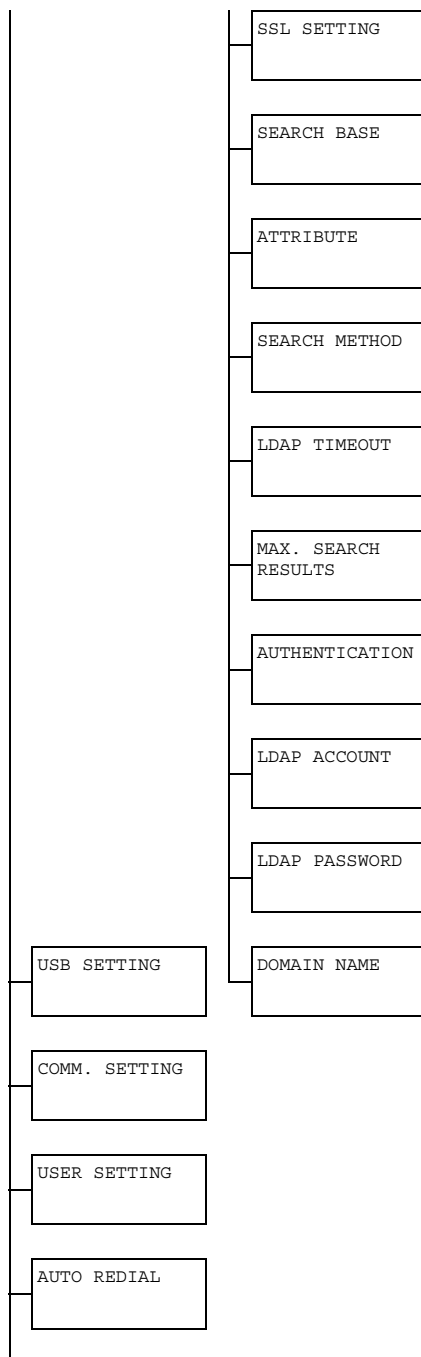 SSL SETTING
SEARCH BASE
ATTRIBUTE
SEARCH METHOD
LDAP TIMEOUT
MAX. SEARCH
RESULTS
AUTHENTICATION
LDAP ACCOUNT
LDAP PASSWORD
DOMAIN NAME
USB SETTING
COMM. SETTING
USER SETTING
AUTO REDIAL